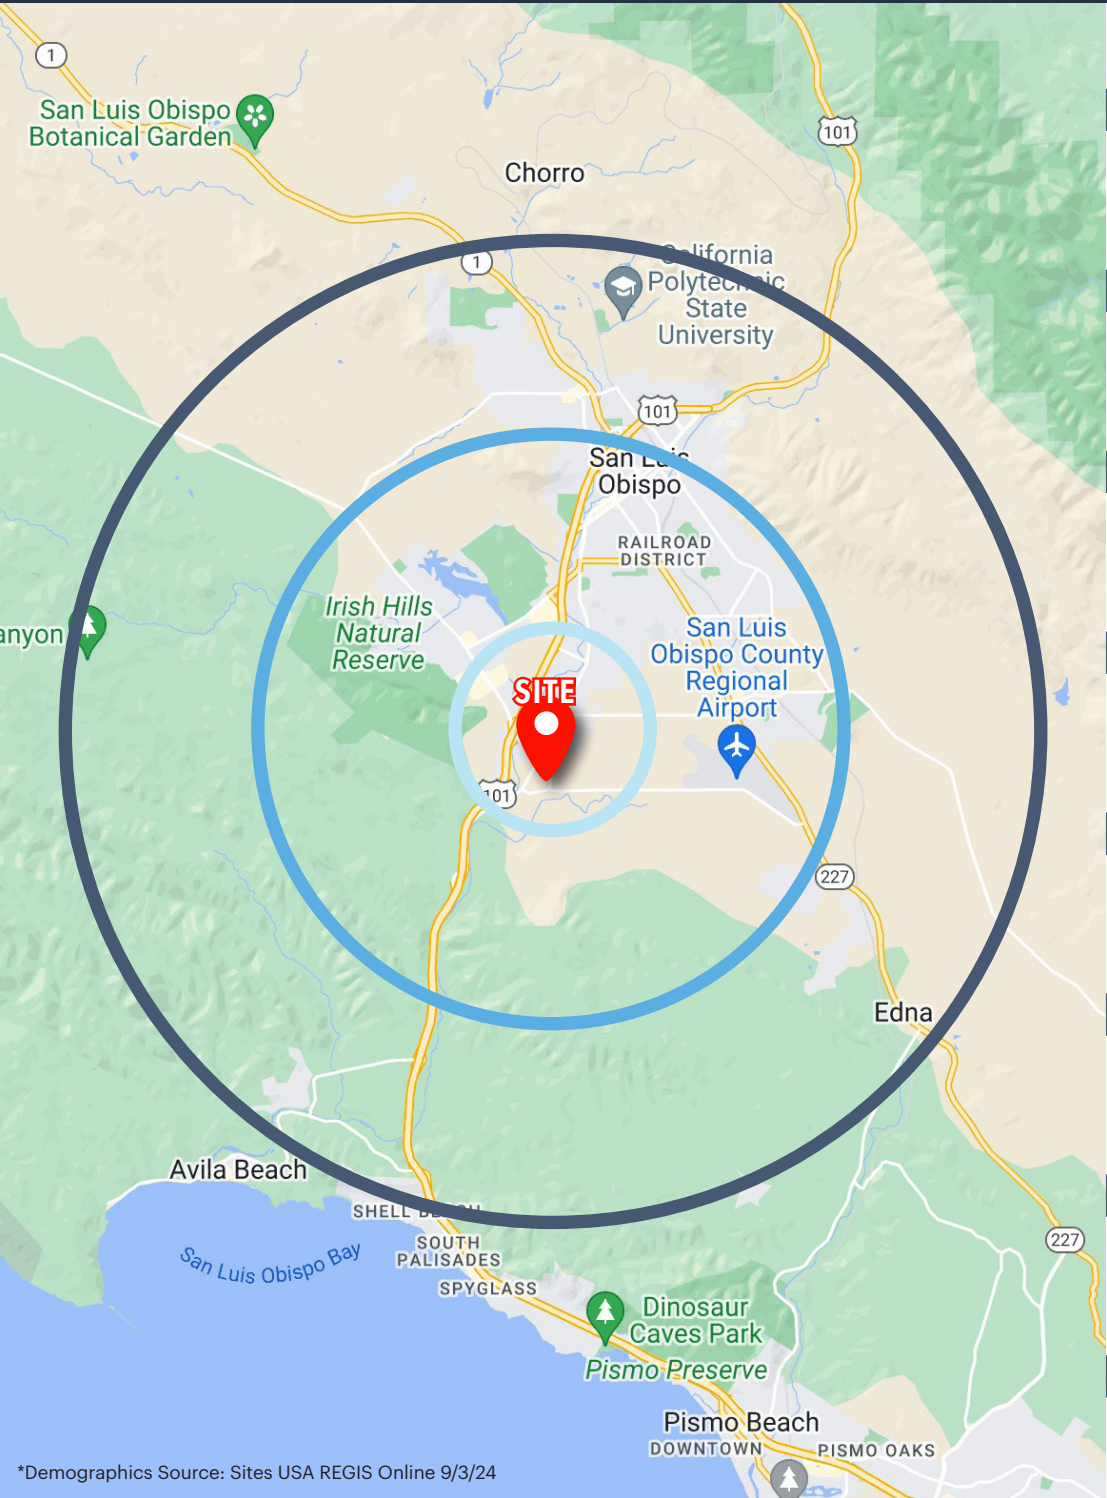 1
San Luis Obispo
Botanical Garden
101
Chorro
1
California
Polytechnic
State
University
101
San Luis
Obispo
RAILROAD
DISTRICT
Irish Hills
Natural
Reserve
anyon
San Luis
Obispo County
Regional
Airport
SITE
101
227
Edna
Avila Beach
SHELL BEACH
San Luis Obispo Bay
SOUTH
PALISADES
SPYGLASS
227
Dinosaur
Caves Park
Pismo Preserve
Pismo Beach
DOWNTOWN
PISMO OAKS
*Demographics Source: Sites USA REGIS Online 9/3/24